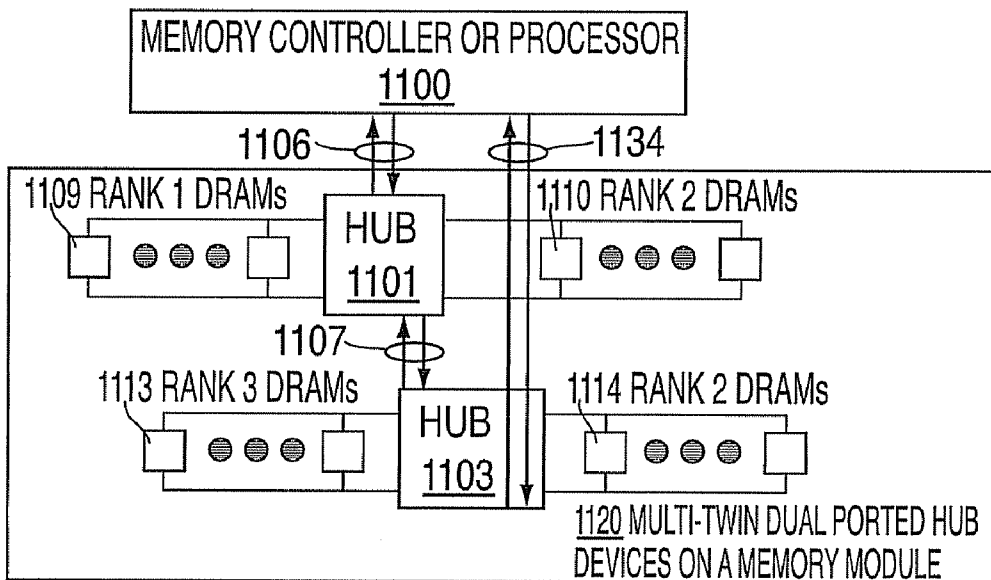 MEMORY CONTROLLER OR PROCESSOR
1100
1106
1134
1109 RANK 1 DRAMs
1110 RANK 2 DRAMs
HUB
1101
1107
1113 RANK 3 DRAMs
1114 RANK 2 DRAMs
HUB
1103
1120 MULTI-TWIN DUAL PORTED HUB
DEVICES ON A MEMORY MODULE